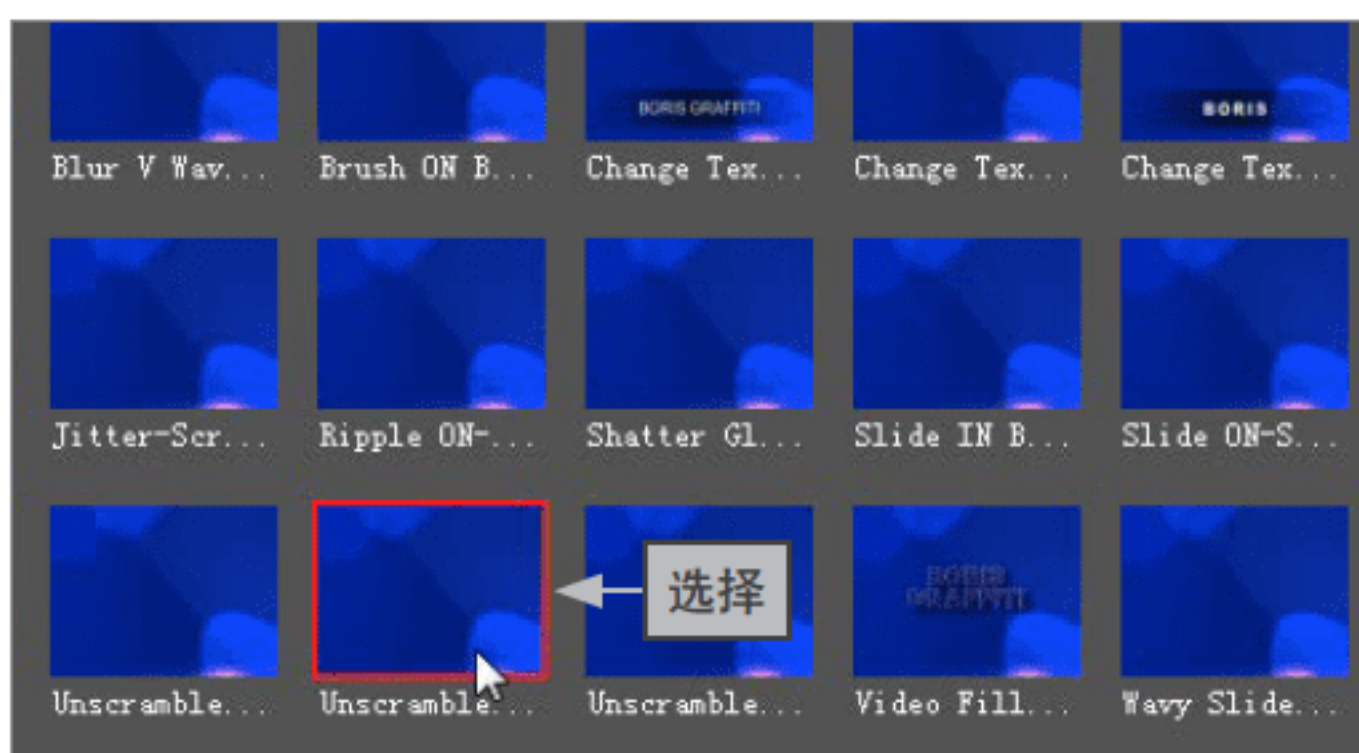 BORIS GRAFFITI
BORIS
Blur V Wav... Brush ON B... Change Tex... Change Tex... Change Tex...
Jitter-Scr... Ripple ON-... Shatter Gl... Slide IN B... Slide ON-S...
选择
BORIS
GRAFFITI
Unscramble... Unscramble... Unscramble... Video Fill... Wavy Slide...